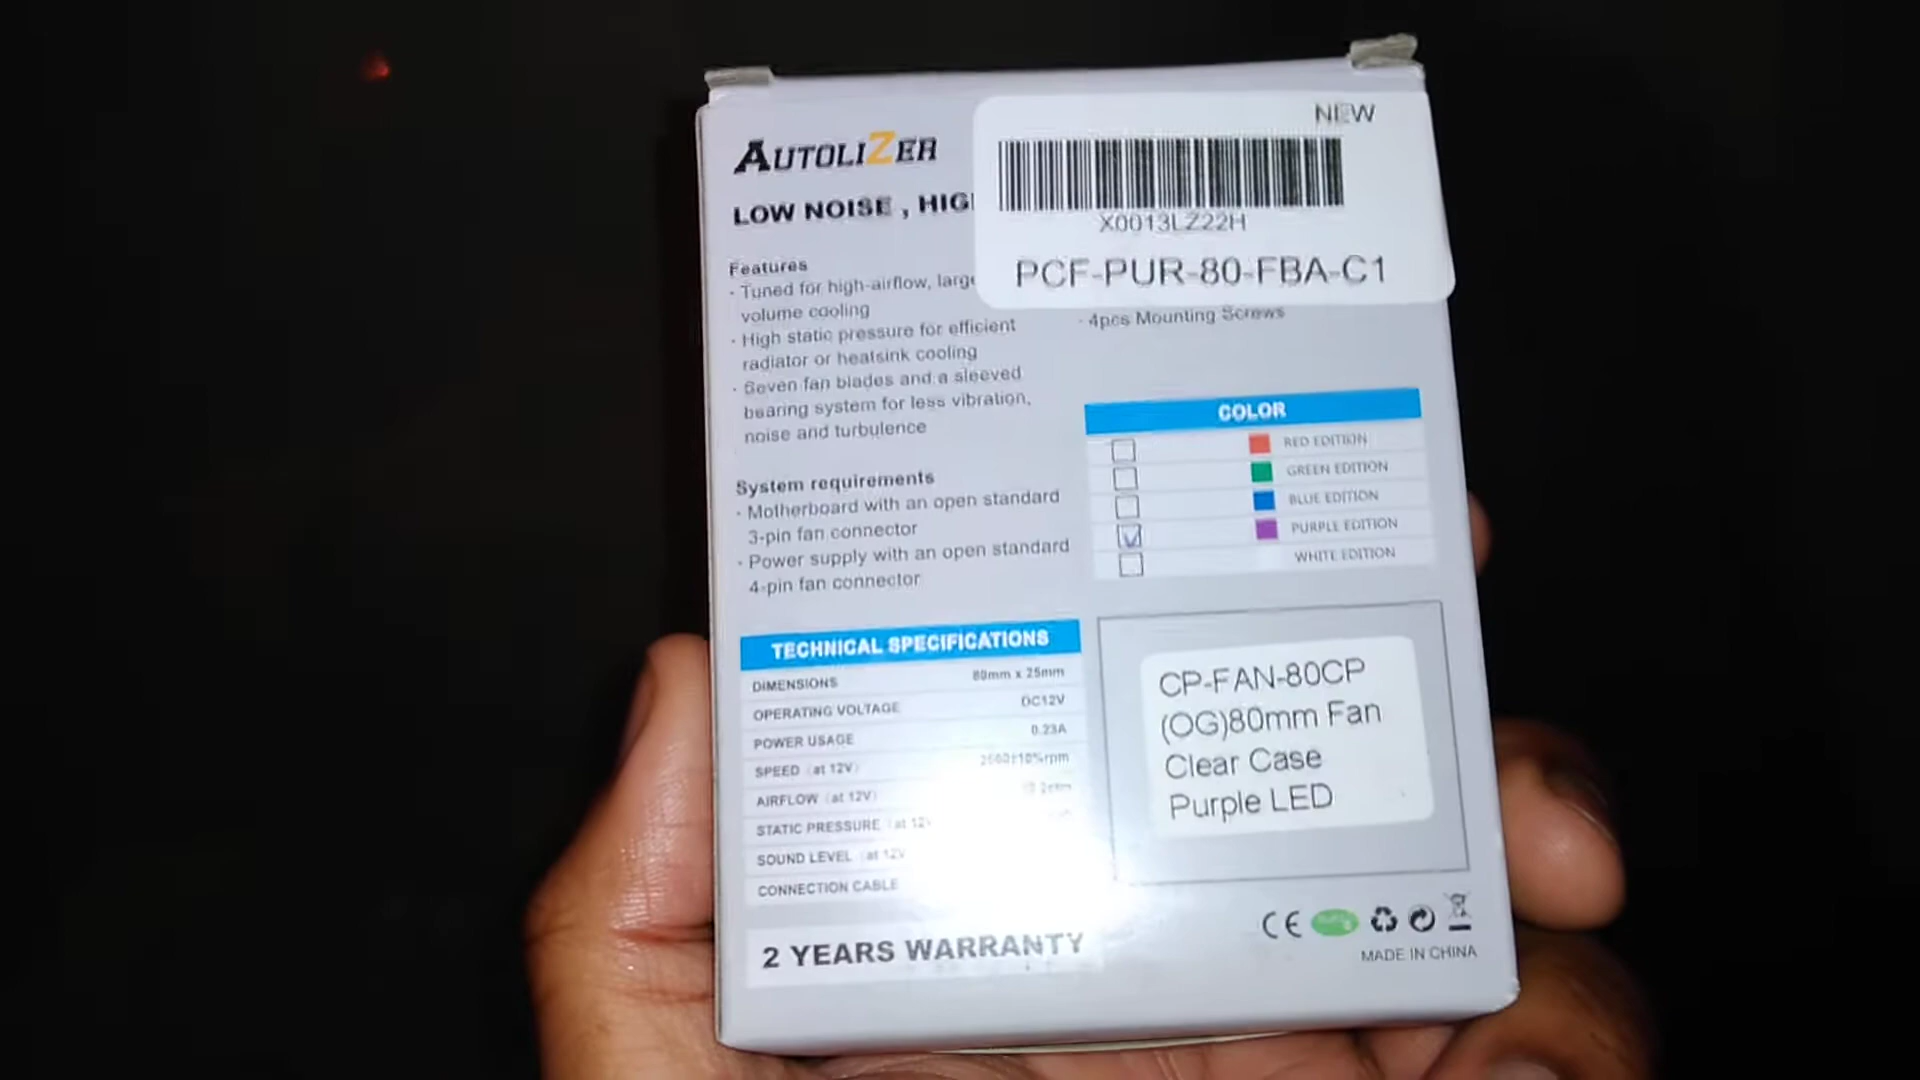 AUTOLIZER
LOW NOISE , HIG
NEW
X0013LZ22H
PCF-PUR-80-FBA-C1
Features
- Tuned for high-airflow, large
volume cooling
- High static pressure for efficient
radiator or heatsink cooling
- Seven fan blades and a sleeved
bearing system for less vibration,
noise and turbulence
System requirements
- Motherboard with an open standard
3-pin fan connector
- Power supply with an open standard
4-pin fan connector
- 4pcs Mounting Screws
COLOR
RED EDITION
GREEN EDITION
BLUE EDITION
PURPLE EDITION
WHITE EDITION
TECHNICAL SPECIFICATIONS
DIMENSIONS 80mm x 25mm
OPERATING VOLTAGE DC12V
POWER USAGE 0.23A
SPEED (at 12V)
AIRFLOW (at 12V)
STATIC PRESSURE (at 12V
SOUND LEVEL (at 12V
CONNECTION CABLE
2 YEARS WARRANTY
CP-FAN-80CP
(OG)80mm Fan
Clear Case
Purple LED
CE
MADE IN CHINA